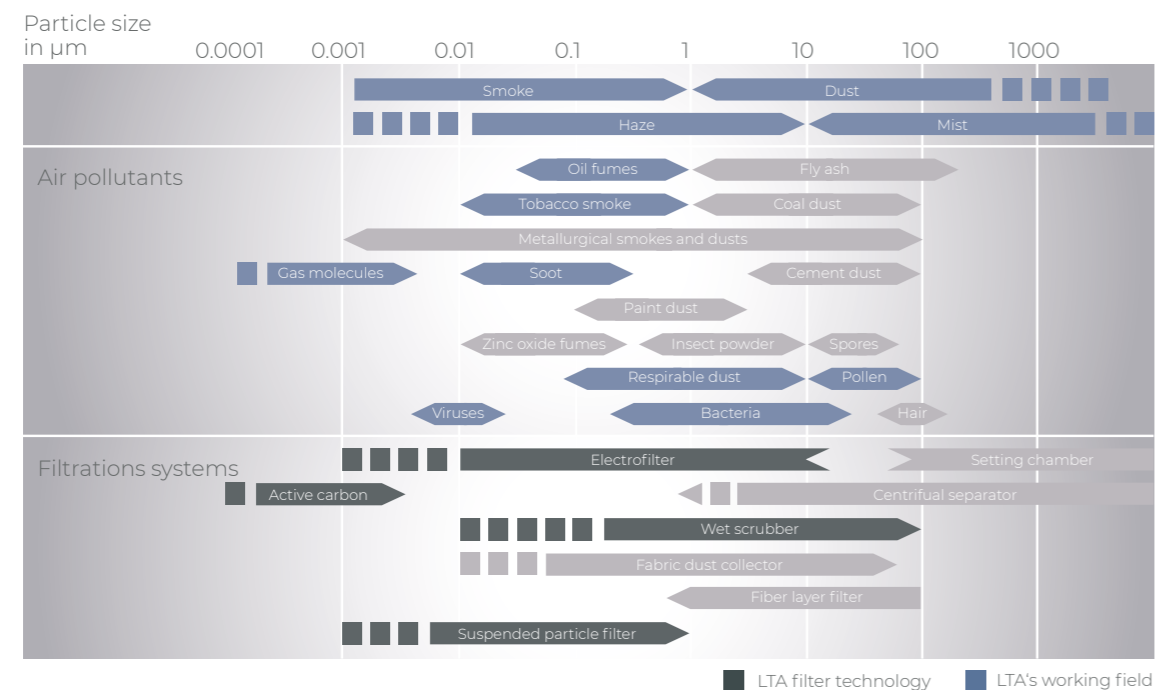 Particle size
in µm
0.0001 0.001 0.01 0.1 1 10 100 1000
Smoke Dust
Haze Mist
Air pollutants
Oil fumes Fly ash
Tobacco smoke Coal dust
Metallurgical smokes and dusts
Gas molecules Soot Cement dust
Paint dust
Zinc oxide fumes Insect powder Spores
Respirable dust Pollen
Viruses Bacteria Hair
Filtrations systems
Electrofilter Setting chamber
Active carbon Centrifual separator
Wet scrubber
Fabric dust collector
Fiber layer filter
Suspended particle filter
LTA filter technology LTA's working field